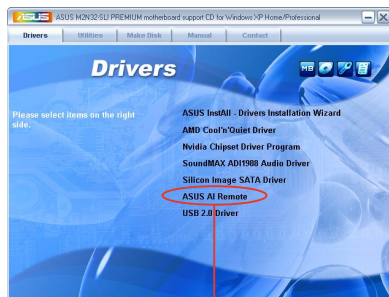 ASUS ASUS M2N32-SLI PREMIUM motherboard support CD for Windows XP Home/Professional
Drivers Utilities Make Disk Manual Contact
Drivers
MB
Please select items on the right
side.
ASUS InstAll - Drivers Installation Wizard
AMD Cool'n'Quiet Driver
Nvidia Chipset Driver Program
SoundMAX ADI1988 Audio Driver
Silicon Image SATA Driver
ASUS AI Remote
USB 2.0 Driver